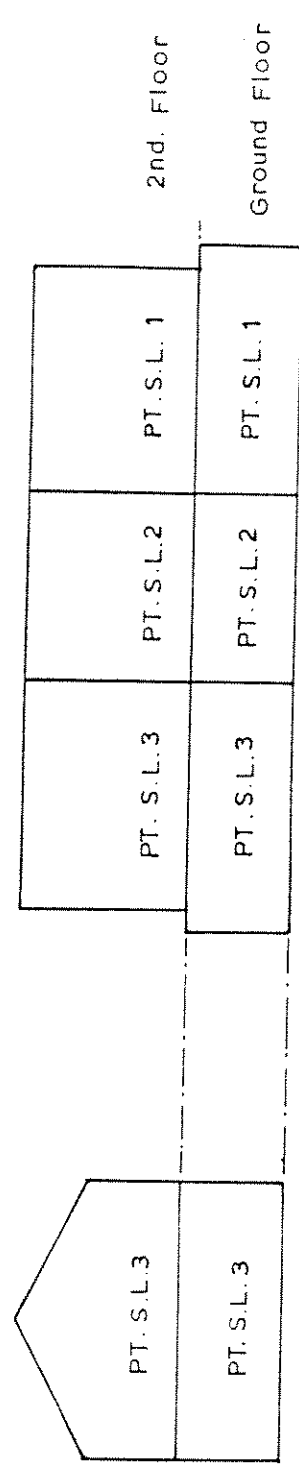 PT. S.L.3
PT. S.L.3
PT. S.L.2
PT. S.L. 1
2nd. Floor
PT. S.L. 3
PT. S.L.3
PT. S.L.2
PT. S.L. 1
Ground Floor